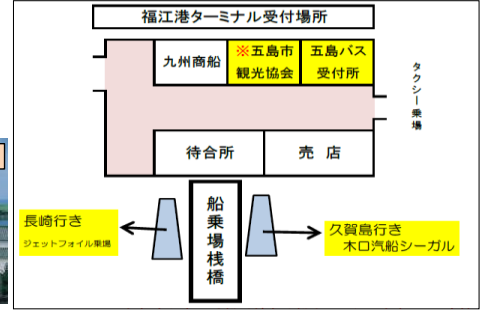 福江港ターミナル受付場所
九州商船
※五島市
観光協会
五島バス
受付所
タクシー乗場
待合所
売 店
船乗場桟橋
長崎行き
ジェットフォイル乗場
久賀島行き
木口汽船シーガル